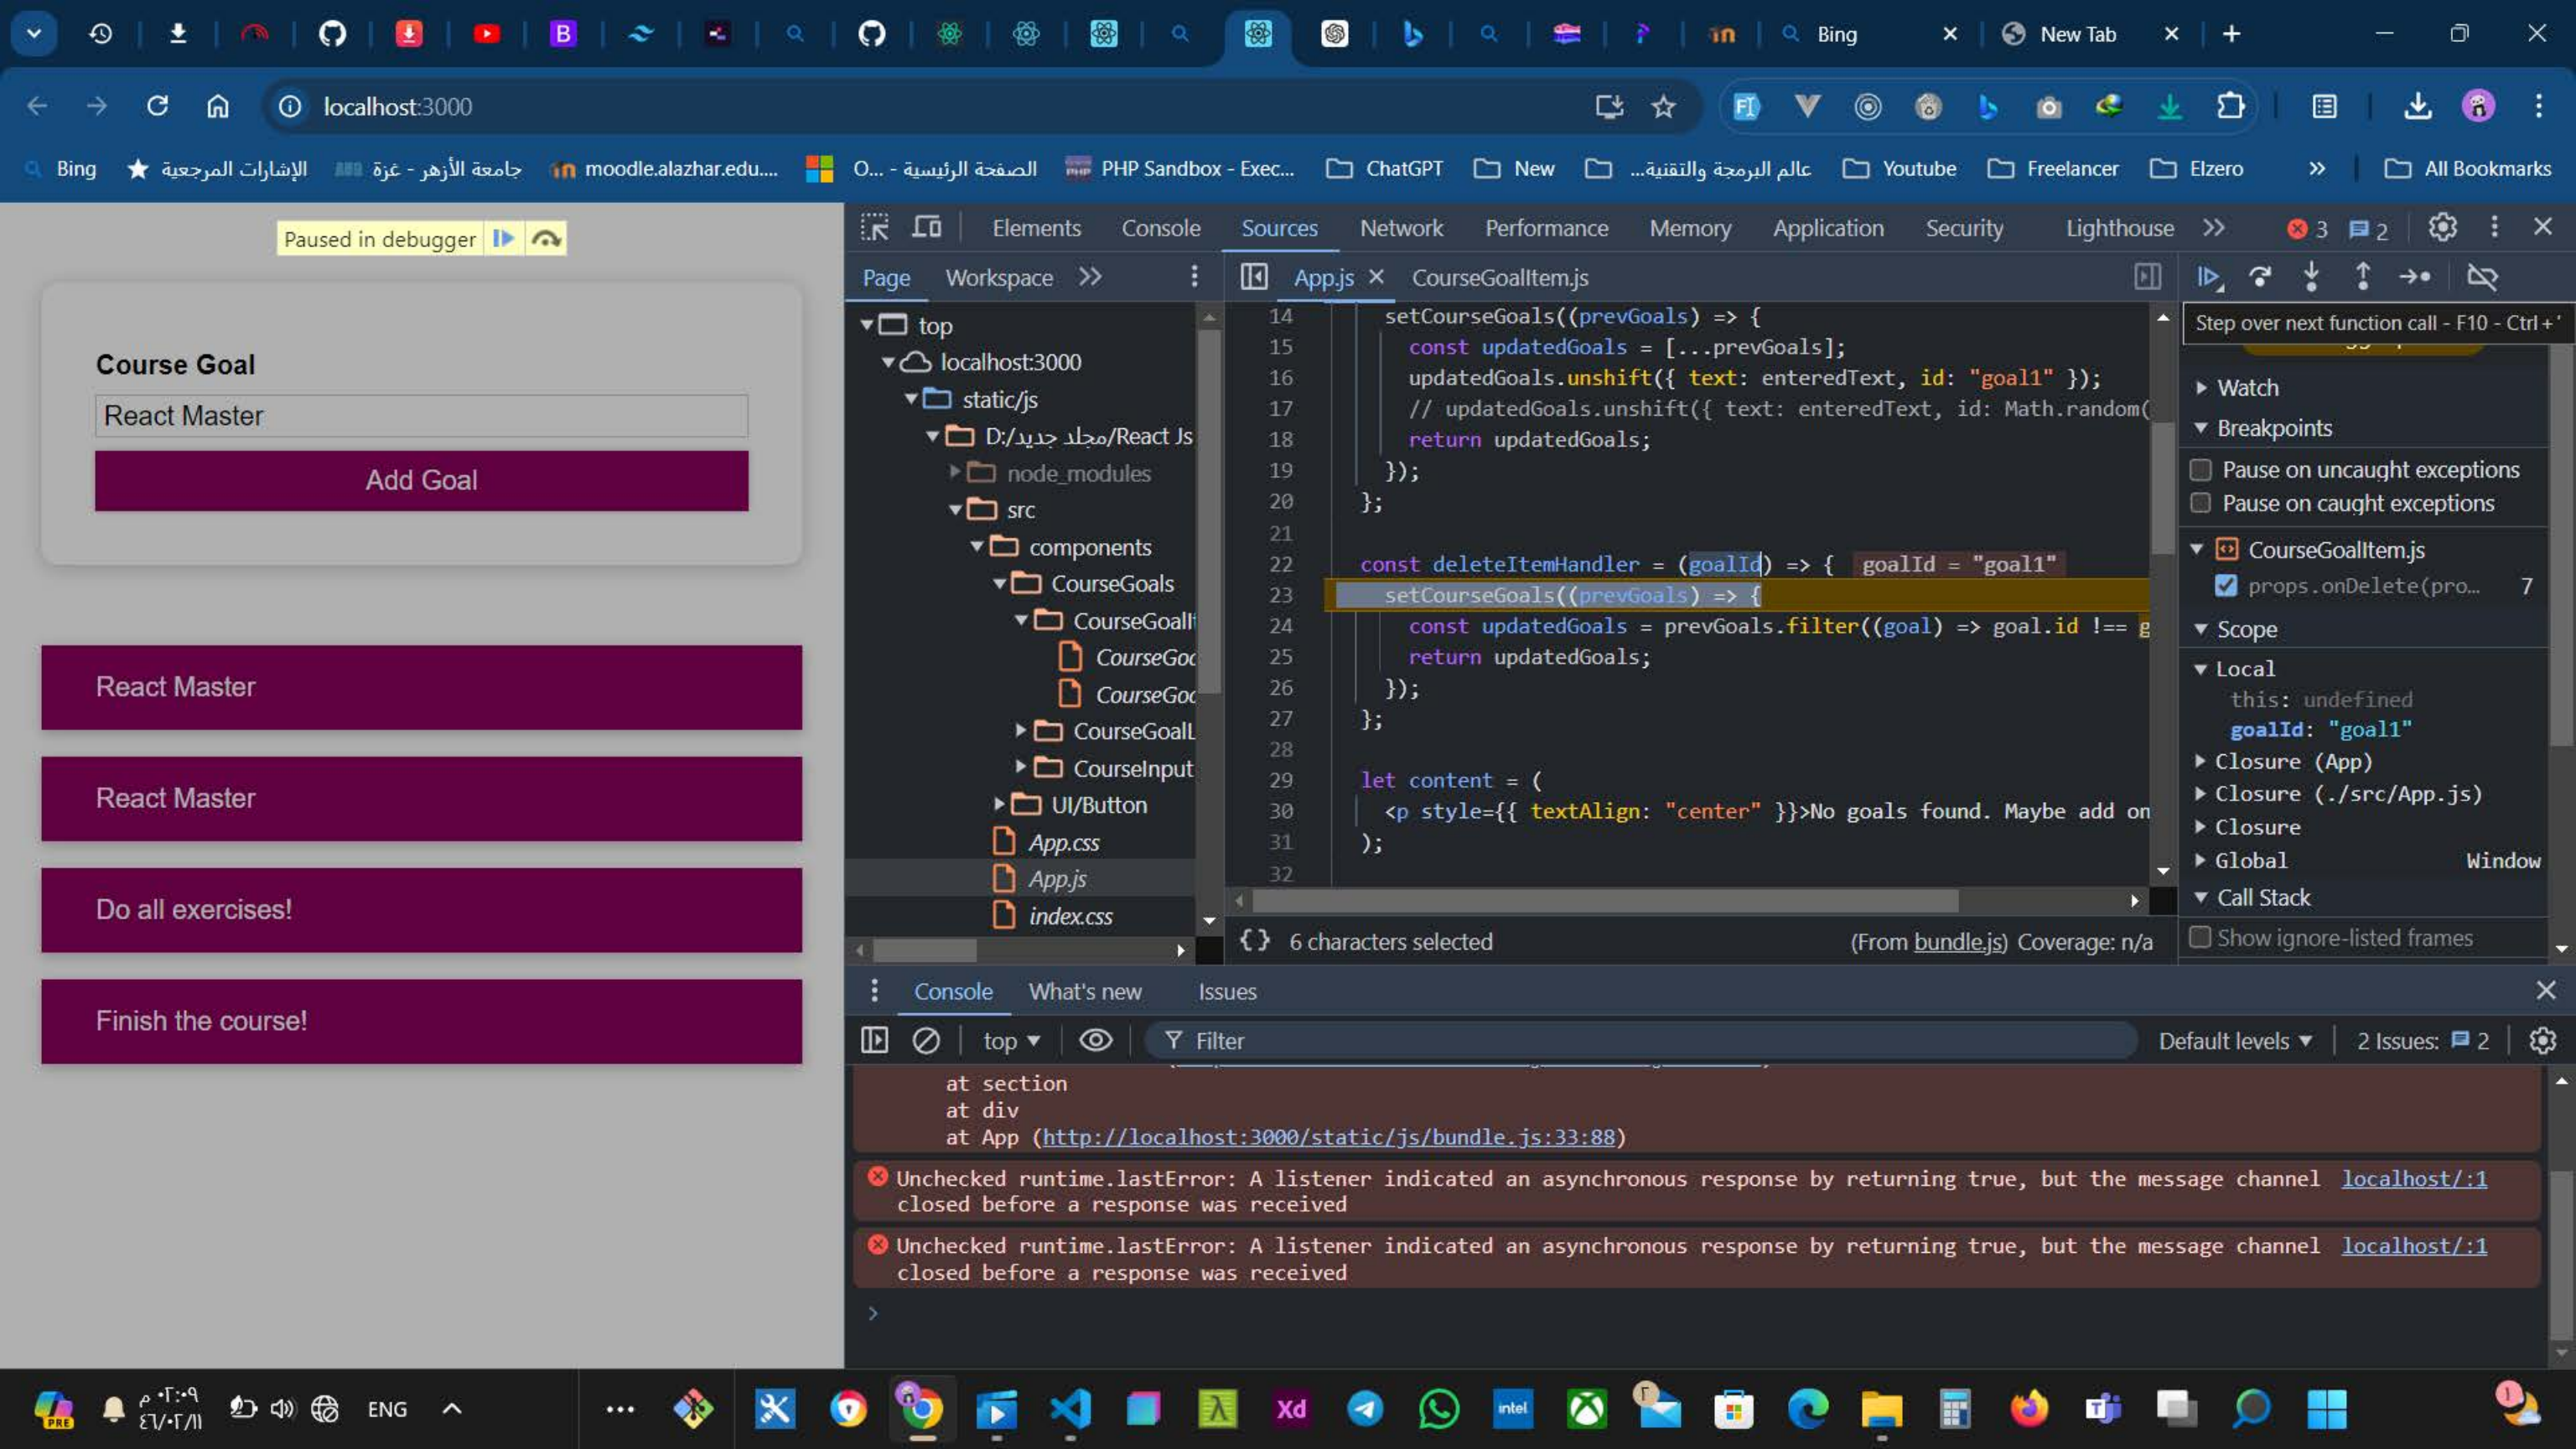 Bing
New Tab
localhost:3000
Bing
الإشارات المرجعية
جامعة الأزهر - غزة
moodle.alazhar.edu....
O... - الصفحة الرئيسية
PHP Sandbox - Exec...
ChatGPT
New
عالم البرمجة والتقنية...
Youtube
Freelancer
Elzero
All Bookmarks
Paused in debugger
Course Goal
React Master
Add Goal
React Master
React Master
Do all exercises!
Finish the course!
Elements Console Sources Network Performance Memory Application Security Lighthouse
3
2
Page Workspace
top
localhost:3000
static/js
D:/مجلد جديد/React Js
node_modules
src
components
CourseGoals
CourseGoalI
CourseGoa
CourseGoa
CourseGoalL
CourseInput
UI/Button
App.css
App.js
index.css
App.js
CourseGoalItem.js
14 setCourseGoals((prevGoals) => {
15 const updatedGoals = [...prevGoals];
16 updatedGoals.unshift({ text: enteredText, id: "goal1" });
17 // updatedGoals.unshift({ text: enteredText, id: Math.random(
18 return updatedGoals;
19 });
20 };
21
22 const deleteItemHandler = (goalId) => { goalId = "goal1"
23 setCourseGoals((prevGoals) => {
24 const updatedGoals = prevGoals.filter((goal) => goal.id !== g
25 return updatedGoals;
26 });
27 };
28
29 let content = (
30 <p style={{ textAlign: "center" }}>No goals found. Maybe add on
31 );
32
{ } 6 characters selected
(From bundle.js) Coverage: n/a
Step over next function call - F10 - Ctrl + '
Watch
Breakpoints
Pause on uncaught exceptions
Pause on caught exceptions
CourseGoalItem.js
props.onDelete(pro... 7
Scope
Local
this: undefined
goalId: "goal1"
Closure (App)
Closure (./src/App.js)
Closure
Global Window
Call Stack
Show ignore-listed frames
Console What's new Issues
top
Filter
Default levels
2 Issues: 2
at section
at div
at App (http://localhost:3000/static/js/bundle.js:33:88)
Unchecked runtime.lastError: A listener indicated an asynchronous response by returning true, but the message channel localhost/:1
closed before a response was received
Unchecked runtime.lastError: A listener indicated an asynchronous response by returning true, but the message channel localhost/:1
closed before a response was received
PRE
٠٢:٠٩ م
٤٦/٠٢/١١
ENG
Xd
intel
٢
١